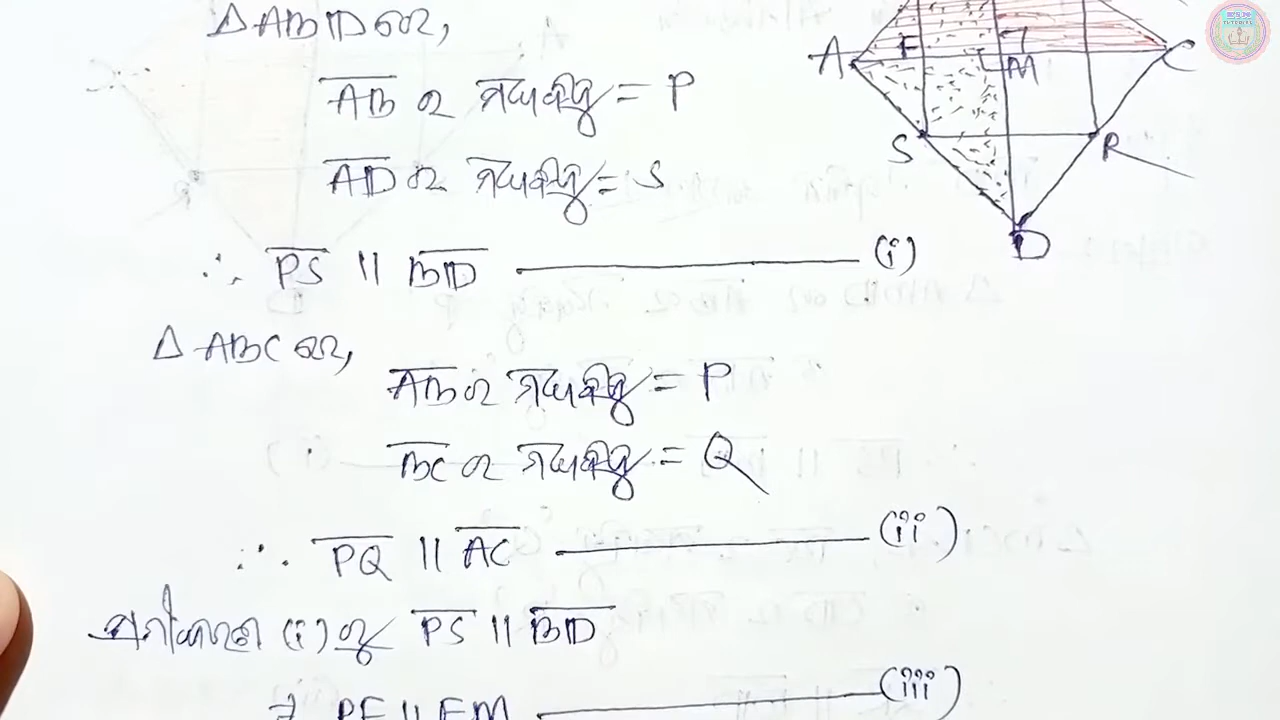 Δ ABD ରେ,
AB ର ମଧ୍ୟବିନ୍ଦୁ = P
AD ର ମଧ୍ୟବିନ୍ଦୁ = S
∴ PS || BD ———— (i)
Δ ABC ରେ,
AB ର ମଧ୍ୟବିନ୍ଦୁ = P
BC ର ମଧ୍ୟବିନ୍ଦୁ = Q
∴ PQ || AC ———— (ii)
ସମୀକରଣ (i) ରୁ PS || BD
⇒ PF || EM ———— (iii)
A
F
M
C
S
R
D